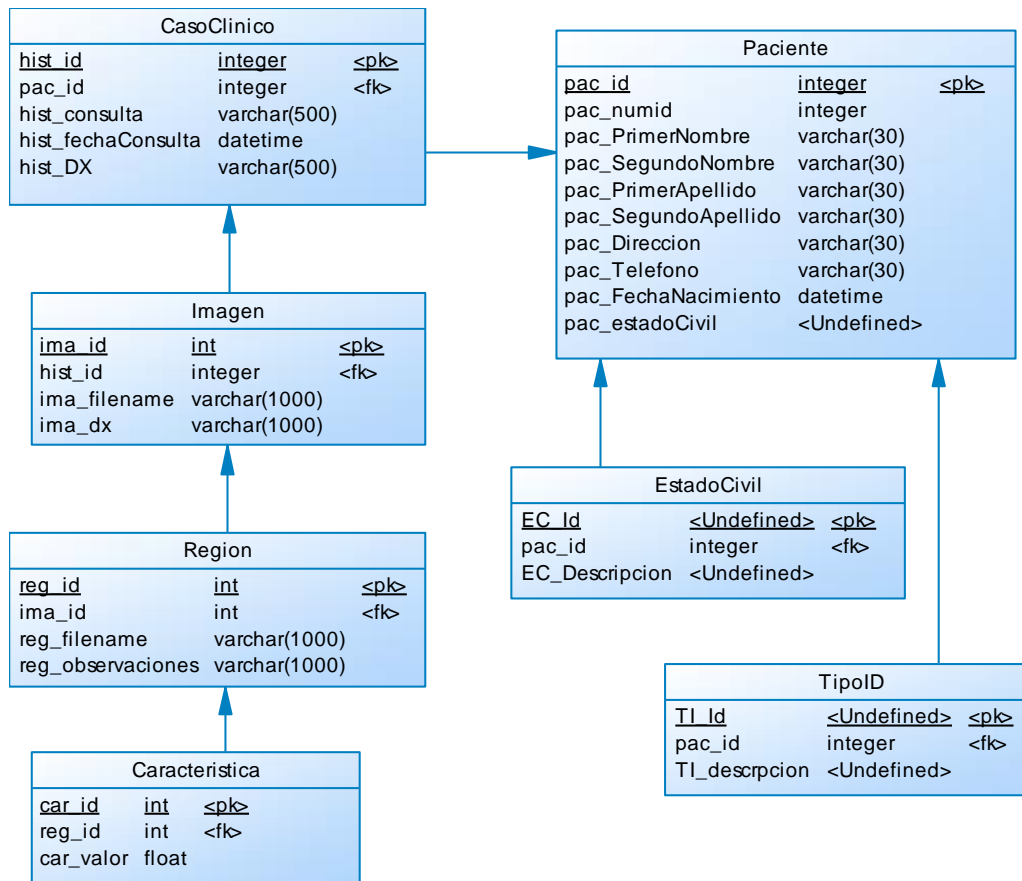 CasoClinico
hist_id integer <pk>
pac_id integer <fk>
hist_consulta varchar(500)
hist_fechaConsulta datetime
hist_DX varchar(500)
Paciente
pac_id integer <pk>
pac_numid integer
pac_PrimerNombre varchar(30)
pac_SegundoNombre varchar(30)
pac_PrimerApellido varchar(30)
pac_SegundoApellido varchar(30)
pac_Direccion varchar(30)
pac_Telefono varchar(30)
pac_FechaNacimiento datetime
pac_estadoCivil <Undefined>
Imagen
ima_id int <pk>
hist_id integer <fk>
ima_filename varchar(1000)
ima_dx varchar(1000)
EstadoCivil
EC_Id <Undefined> <pk>
pac_id integer <fk>
EC_Descripcion <Undefined>
Region
reg_id int <pk>
ima_id int <fk>
reg_filename varchar(1000)
reg_observaciones varchar(1000)
TipoID
TI_Id <Undefined> <pk>
pac_id integer <fk>
TI_descrpcion <Undefined>
Caracteristica
car_id int <pk>
reg_id int <fk>
car_valor float